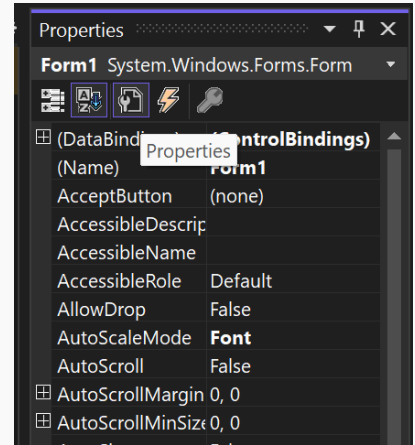 Properties
Form1 System.Windows.Forms.Form
(DataBind
ControlBindings)
Properties
(Name) Form1
AcceptButton (none)
AccessibleDescrip
AccessibleName
AccessibleRole Default
AllowDrop False
AutoScaleMode Font
AutoScroll False
AutoScrollMargin 0, 0
AutoScrollMinSize 0, 0